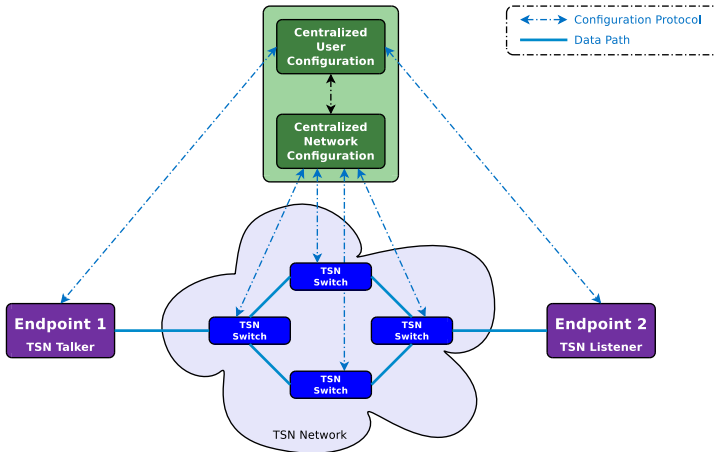 Centralized
User
Configuration
Configuration Protocol
Data Path
Centralized
Network
Configuration
TSN
Switch
Endpoint 1
TSN Talker
TSN
Switch
TSN
Switch
Endpoint 2
TSN Listener
TSN
Switch
TSN Network